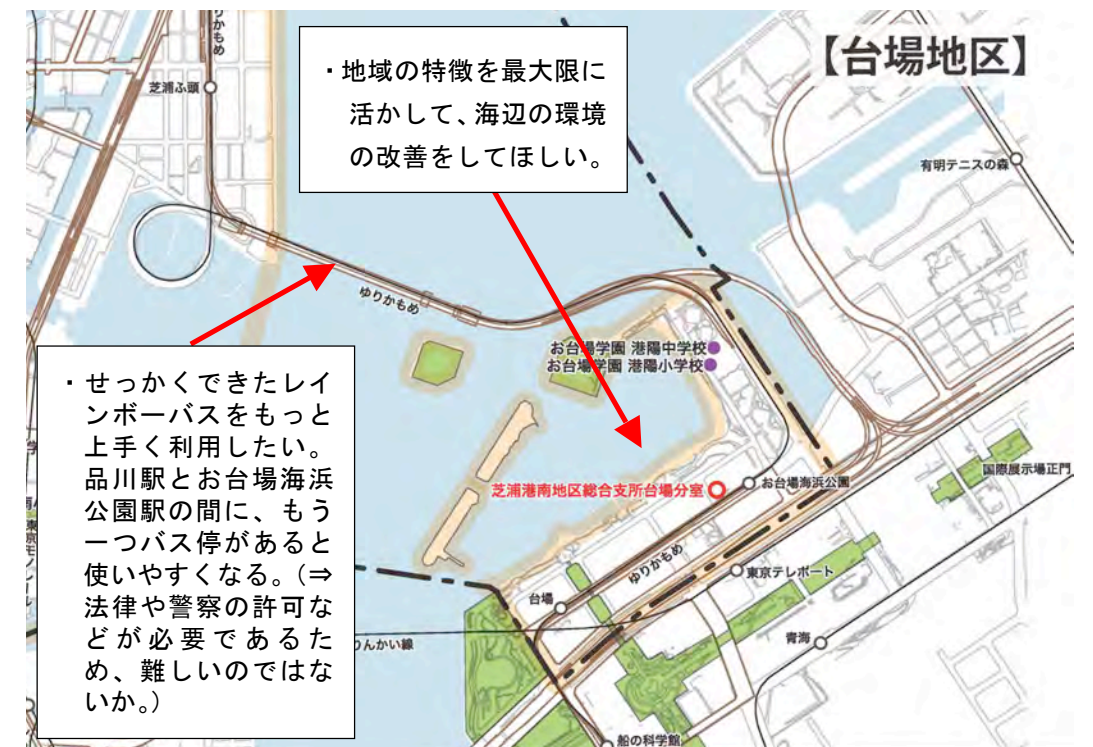 【台場地区】
・地域の特徴を最大限に
活かして、海辺の環境
の改善をしてほしい。
りかもめ
芝浦ふ頭
有明テニスの森
ゆりかもめ
お台場学園 港陽中学校
お台場学園 港陽小学校
・せっかくできたレイ
ンボーバスをもっと
上手く利用したい。
品川駅とお台場海浜
公園駅の間に、もう
一つバス停があると
使いやすくなる。(⇒
法律や警察の許可な
どが必要であるた
め、難しいのではな
いか。)
国際展示場正門
芝浦港南地区総合支所台場分室
お台場海浜公園
ゆりかもめ
東京テレポート
台場
青海
りんかい線
船の科学館